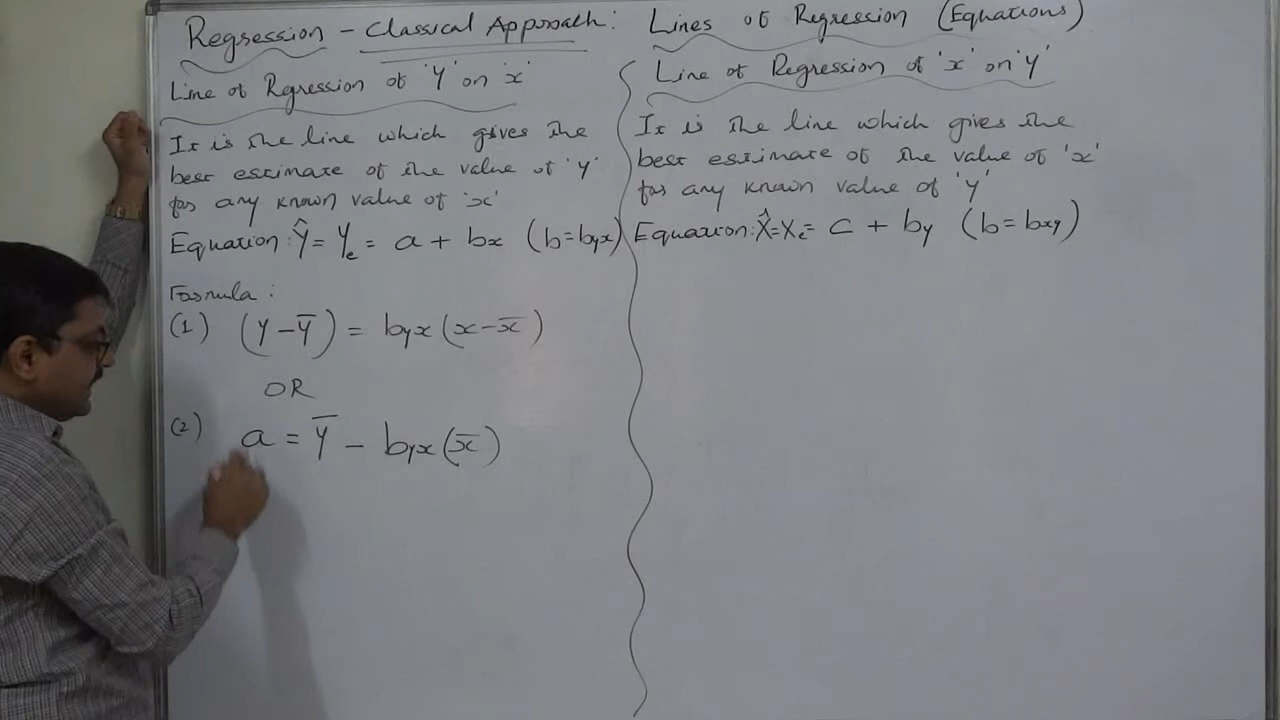 Regression - Classical Approach: Lines of Regression (Equations)
Line of Regression of 'Y' on 'x'
It is the line which gives the
best estimate of the value of 'Y'
for any known value of 'x'
Equation: Ŷ = Yₑ = a + bx (b = byx)
Formula:
(1) (Y - Ȳ) = byx (x - x̄)
OR
(2) a = Ȳ - byx (x̄)
Line of Regression of 'x' on 'Y'
It is the line which gives the
best estimate of the value of 'x'
for any known value of 'Y'
Equation: X̂ = Xₑ = c + by (b = bxy)